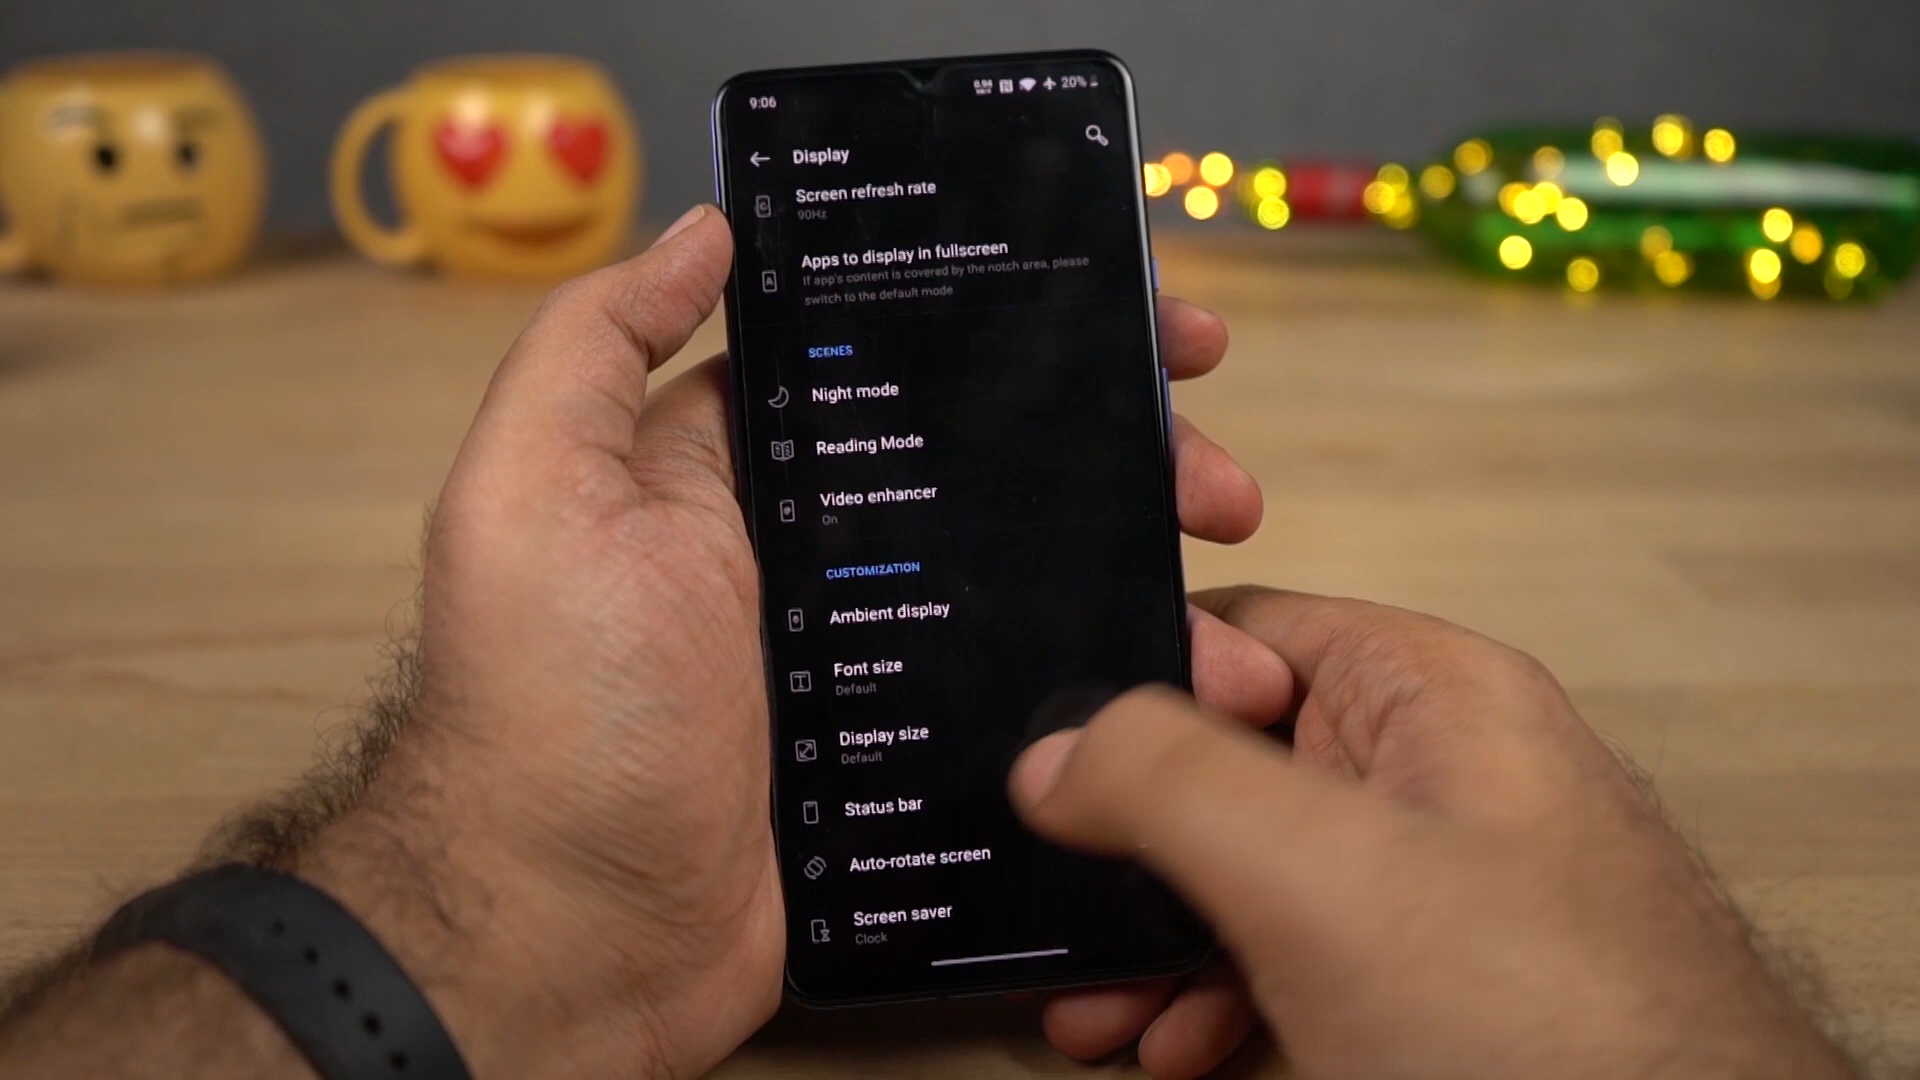 9:06
20%
Display
Screen refresh rate
90Hz
Apps to display in fullscreen
If app's content is covered by the notch area, please
switch to the default mode
SCENES
Night mode
Reading Mode
Video enhancer
On
CUSTOMIZATION
Ambient display
Font size
Default
Display size
Default
Status bar
Auto-rotate screen
Screen saver
Clock